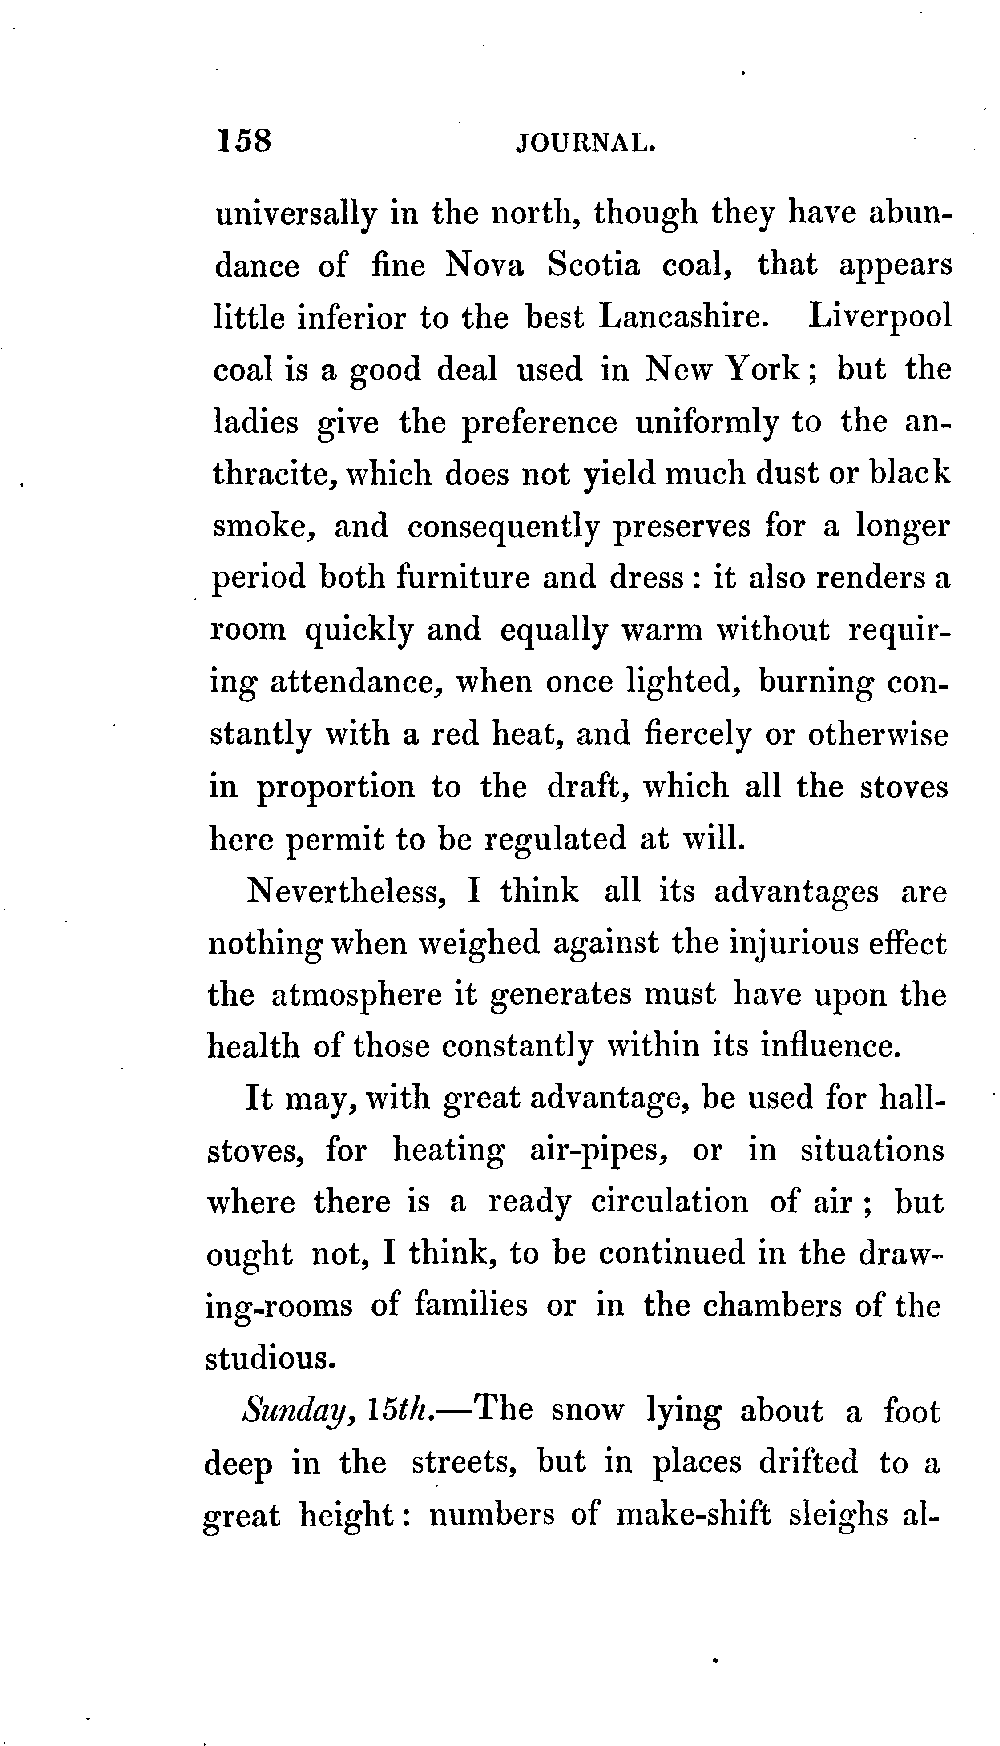 158 JOURNAL.
universally in the north, though they have abun-
dance of fine Nova Scotia coal, that appears
little inferior to the best Lancashire. Liverpool
coal is a good deal used in New York; but the
ladies give the preference uniformly to the an-
thracite, which does not yield much dust or black
smoke, and consequently preserves for a longer
period both furniture and dress: it also renders a
room quickly and equally warm without requir-
ing attendance, when once lighted, burning con-
stantly with a red heat, and fiercely or otherwise
in proportion to the draft, which all the stoves
here permit to be regulated at will.
Nevertheless, I think all its advantages are
nothing when weighed against the injurious effect
the atmosphere it generates must have upon the
health of those constantly within its influence.
It may, with great advantage, be used for hall-
stoves, for heating air-pipes, or in situations
where there is a ready circulation of air; but
ought not, I think, to be continued in the draw-
ing-rooms of families or in the chambers of the
studious.
Sunday, 15th.—The snow lying about a foot
deep in the streets, but in places drifted to a
great height: numbers of make-shift sleighs al-